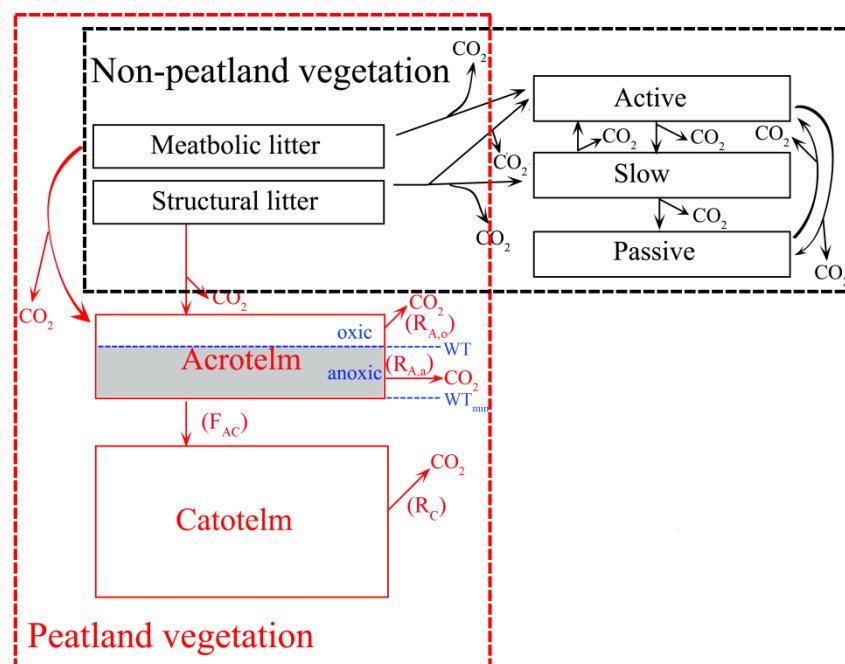 Non-peatland vegetation
CO2
Active
Meatbolic litter
CO2
CO2
CO2
CO2
Slow
Structural litter
CO2
CO2
Passive
CO2
CO2
CO2
CO2
(RA,o)
oxic
WT
Acrotelm
anoxic
(RA,a)
CO2
WTmin
(FAC)
CO2
Catotelm
(RC)
Peatland vegetation